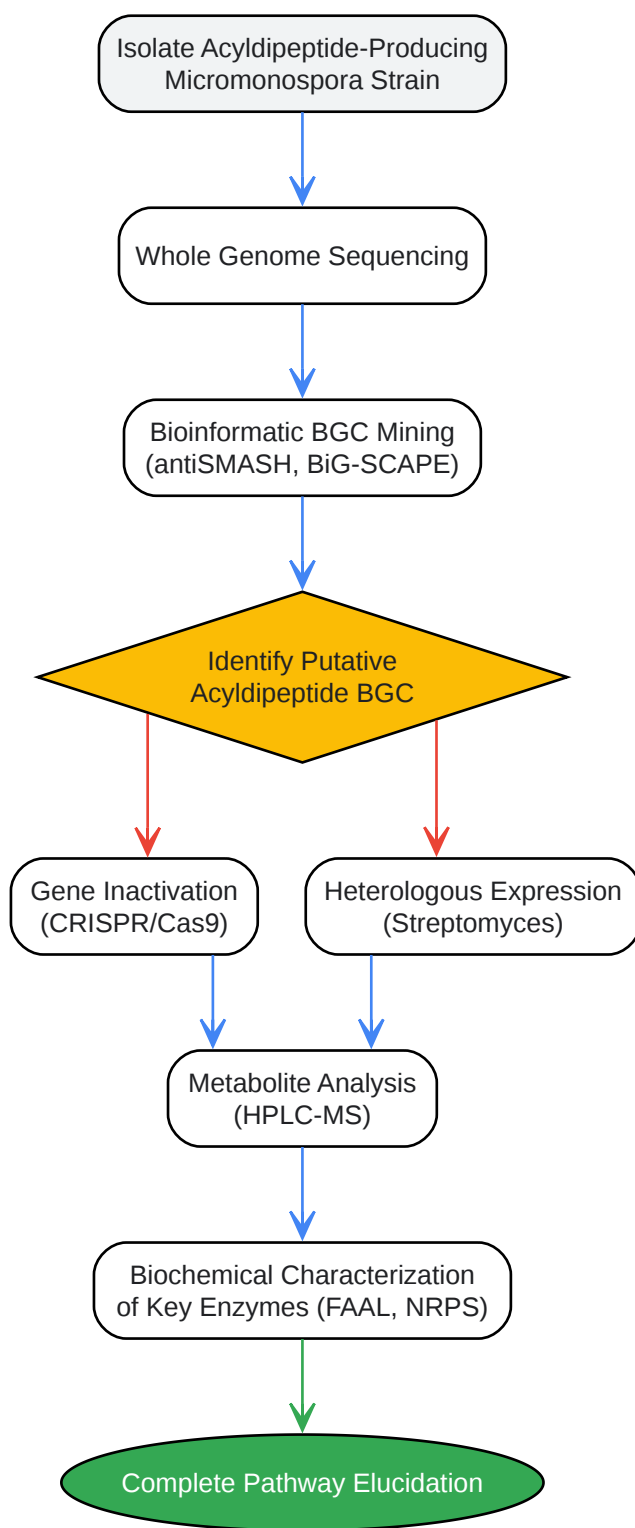 Isolate Acyldipeptide-Producing
Micromonospora Strain
Whole Genome Sequencing
Bioinformatic BGC Mining
(antiSMASH, BiG-SCAPE)
Identify Putative
Acyldipeptide BGC
Gene Inactivation
(CRISPR/Cas9)
Heterologous Expression
(Streptomyces)
Metabolite Analysis
(HPLC-MS)
Biochemical Characterization
of Key Enzymes (FAAL, NRPS)
Complete Pathway Elucidation